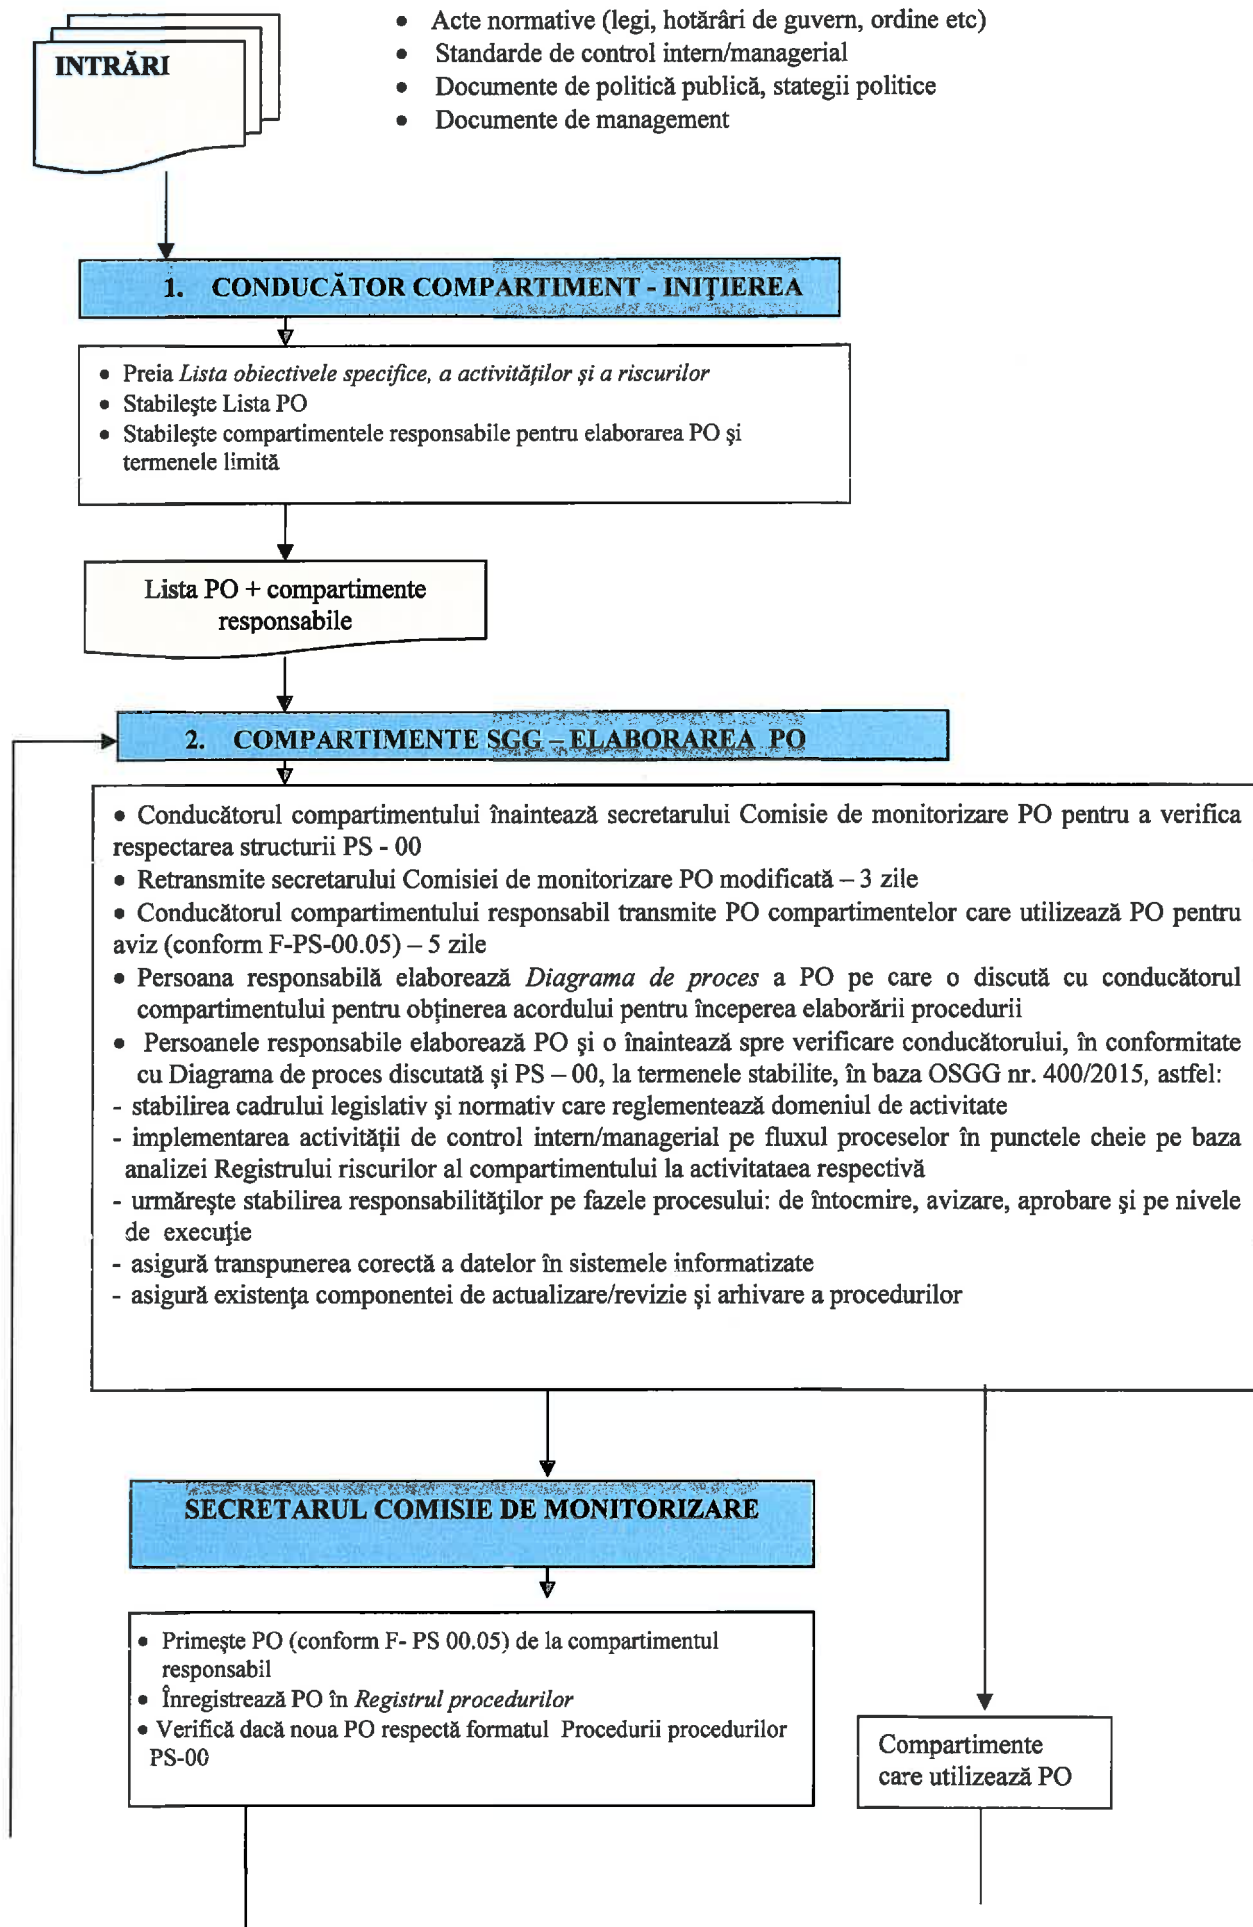 INTRĂRI
• Acte normative (legi, hotărâri de guvern, ordine etc)
• Standarde de control intern/managerial
• Documente de politică publică, stategii politice
• Documente de management
1. CONDUCĂTOR COMPARTIMENT - INIȚIEREA
• Preia Lista obiectivele specifice, a activităţilor şi a riscurilor
• Stabileşte Lista PO
• Stabileşte compartimentele responsabile pentru elaborarea PO şi
termenele limită
Lista PO + compartimente
responsabile
2. COMPARTIMENTE SGG – ELABORAREA PO
• Conducătorul compartimentului înaintează secretarului Comisie de monitorizare PO pentru a verifica
respectarea structurii PS - 00
• Retransmite secretarului Comisiei de monitorizare PO modificată – 3 zile
• Conducătorul compartimentului responsabil transmite PO compartimentelor care utilizează PO pentru
aviz (conform F-PS-00.05) – 5 zile
• Persoana responsabilă elaborează Diagrama de proces a PO pe care o discută cu conducătorul
compartimentului pentru obținerea acordului pentru începerea elaborării procedurii
• Persoanele responsabile elaborează PO şi o înaintează spre verificare conducătorului, în conformitate
cu Diagrama de proces discutată şi PS – 00, la termenele stabilite, în baza OSGG nr. 400/2015, astfel:
- stabilirea cadrului legislativ şi normativ care reglementează domeniul de activitate
- implementarea activității de control intern/managerial pe fluxul proceselor în punctele cheie pe baza
analizei Registrului riscurilor al compartimentului la activitataea respectivă
- urmăreşte stabilirea responsabilităţilor pe fazele procesului: de întocmire, avizare, aprobare şi pe nivele
de execuţie
- asigură transpunerea corectă a datelor în sistemele informatizate
- asigură existenţa componentei de actualizare/revizie şi arhivare a procedurilor
SECRETARUL COMISIE DE MONITORIZARE
• Primeşte PO (conform F- PS 00.05) de la compartimentul
responsabil
• Înregistrează PO în Registrul procedurilor
• Verifică dacă noua PO respectă formatul Procedurii procedurilor
PS-00
Compartimente
care utilizează PO